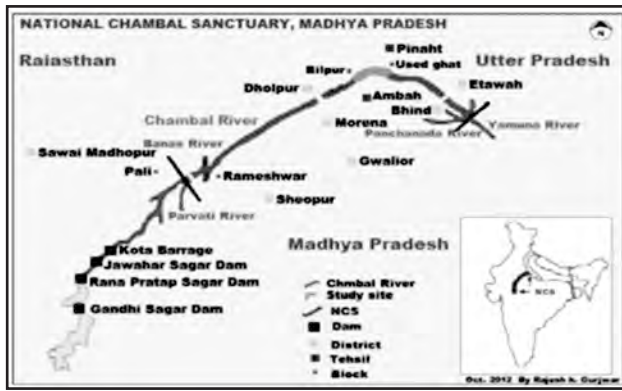 NATIONAL CHAMBAL SANCTUARY, MADHYA PRADESH
N
Rajasthan
Pinaht
Used ghat
Utter Pradesh
Bilpur
Dholpur
Etawah
Ambah
Bhind
Chambal River
Morena
Panchanada River
Yamuna River
Banas River
Sawai Madhopur
Gwalior
Pali
Rameshwar
Sheopur
Parvati River
Madhya Pradesh
Kota Barrage
Jawahar Sagar Dam
Rana Pratap Sagar Dam
Gandhi Sagar Dam
Chmbal River
Study site
NCS
Dam
District
Tehsil
Block
NCS
Oct. 2012 By Rajesh k. Gurjwar